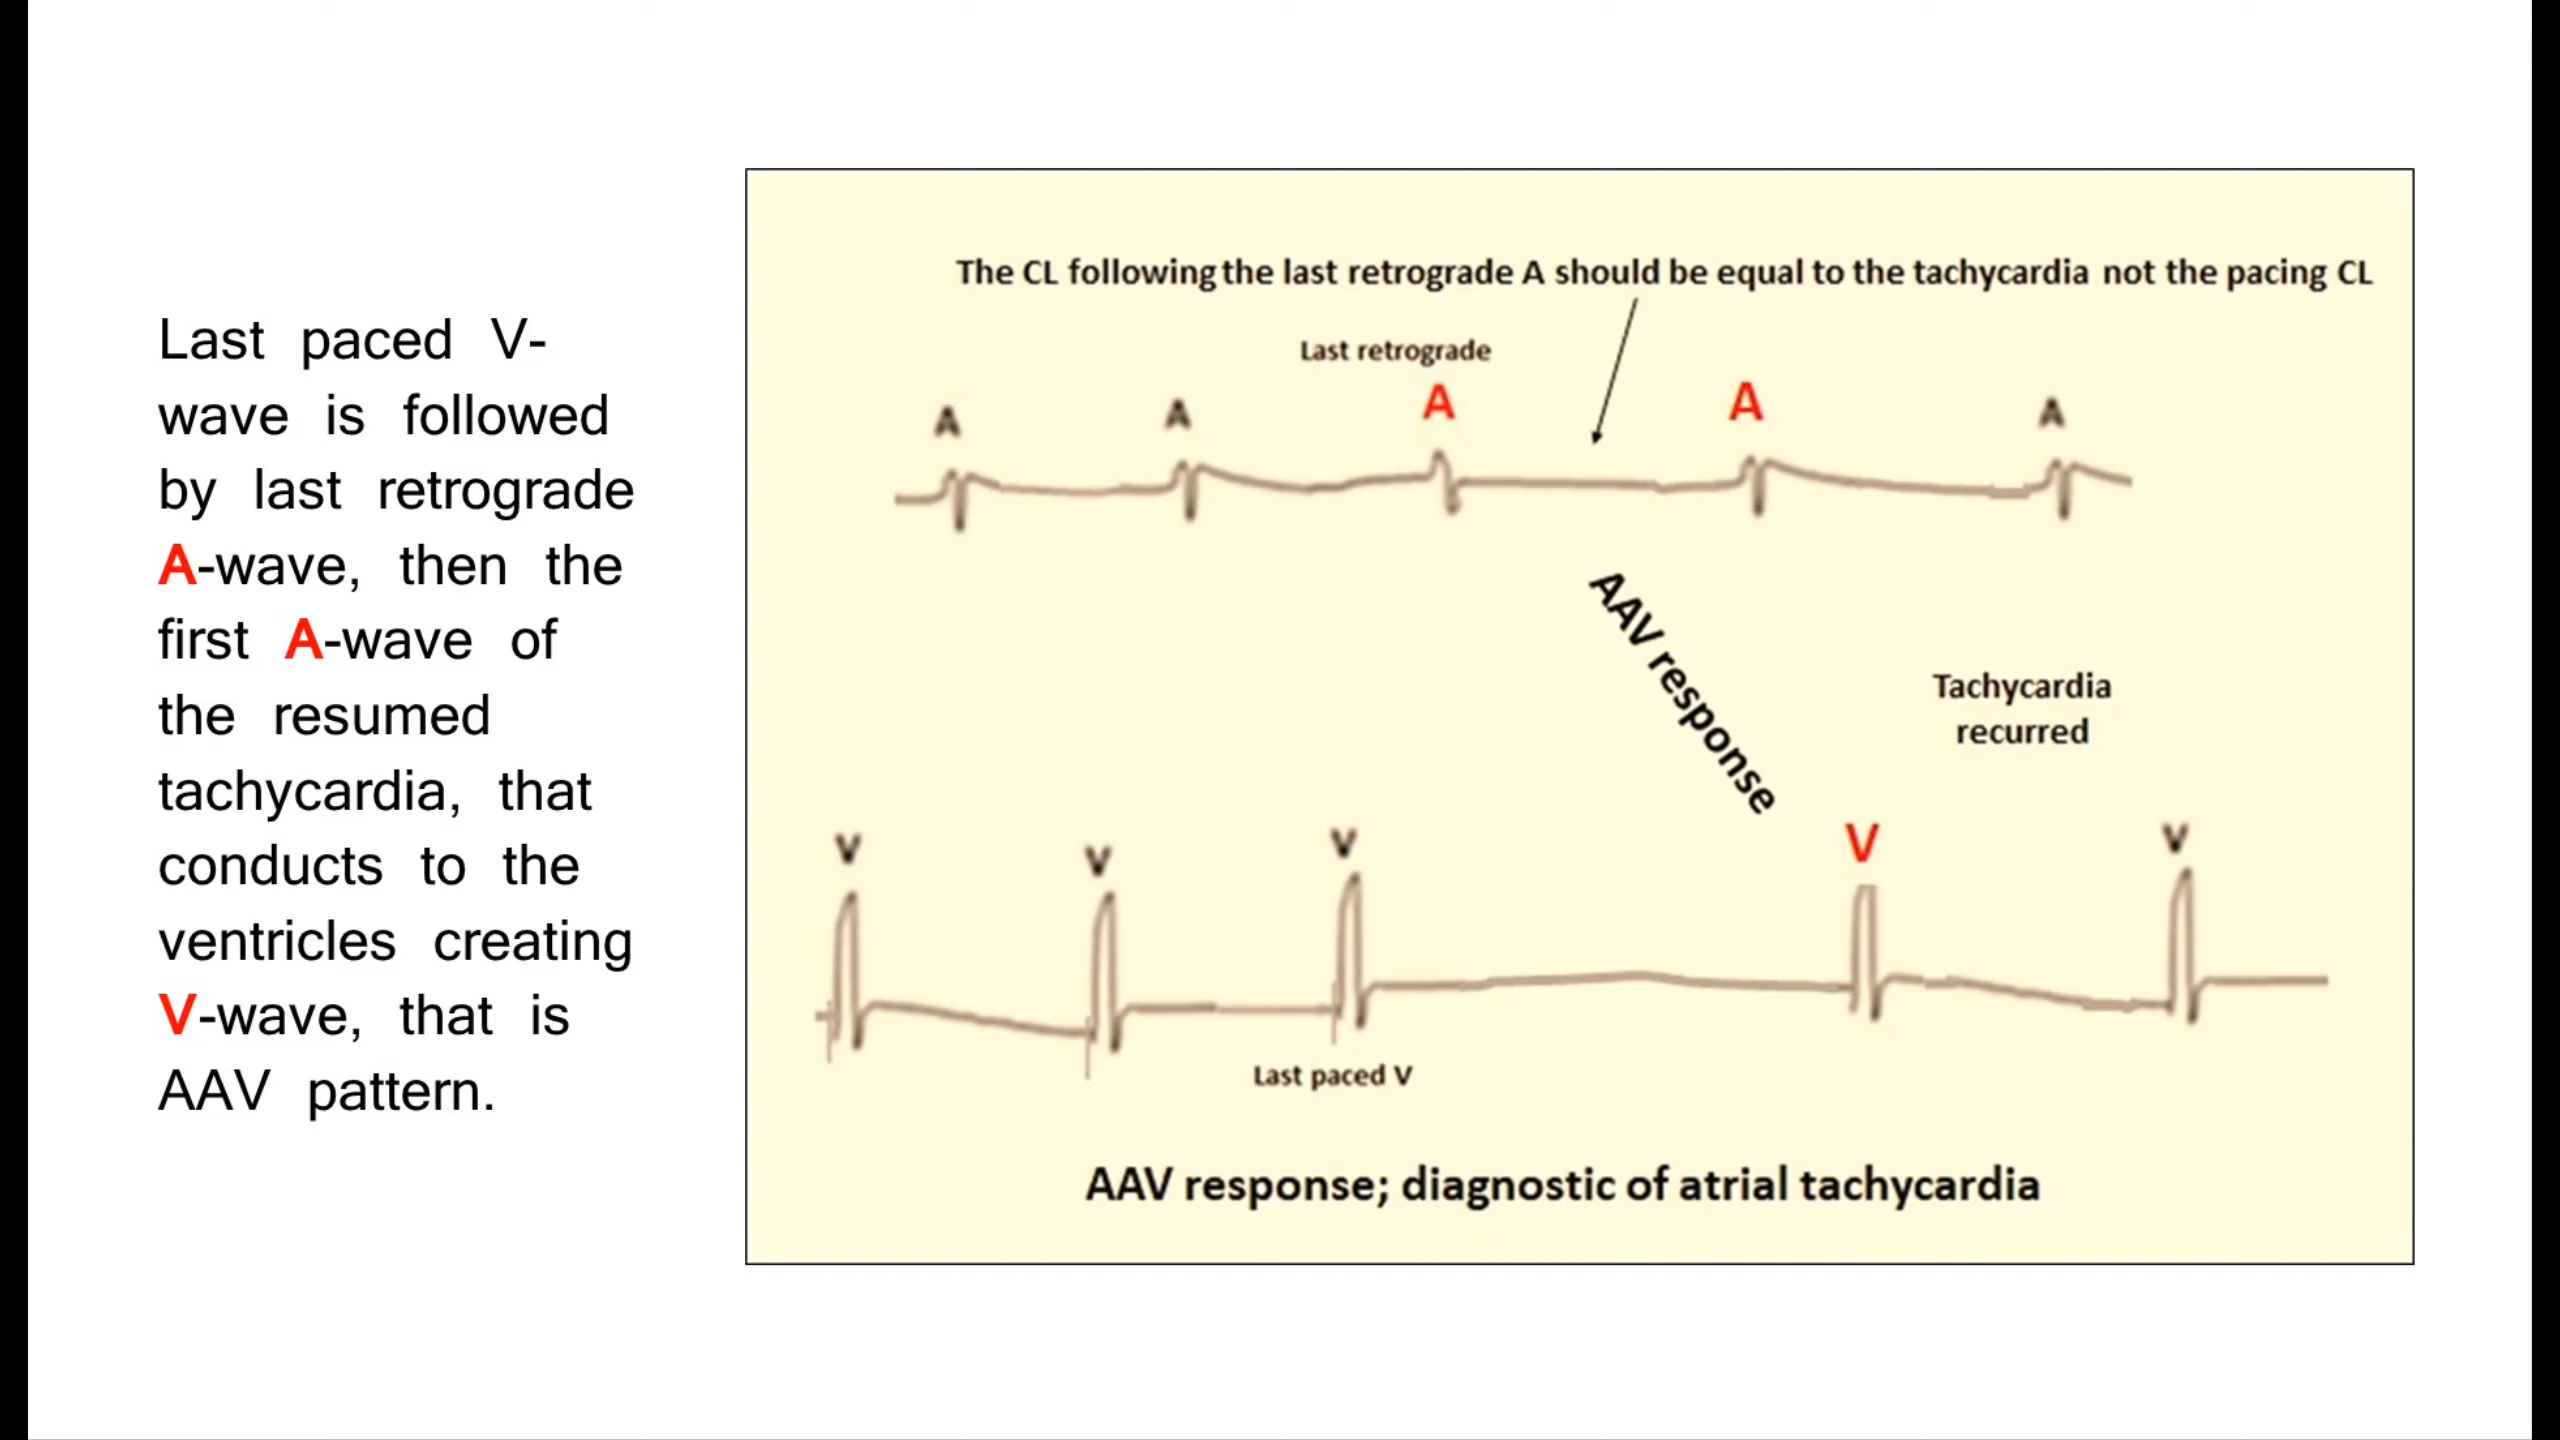 Last paced V-
wave is followed
by last retrograde
A-wave, then the
first A-wave of
the resumed
tachycardia, that
conducts to the
ventricles creating
V-wave, that is
AAV pattern.
The CL following the last retrograde A should be equal to the tachycardia not the pacing CL
Last retrograde
A A A A A
AAV response
Tachycardia
recurred
V V V V V
Last paced V
AAV response; diagnostic of atrial tachycardia